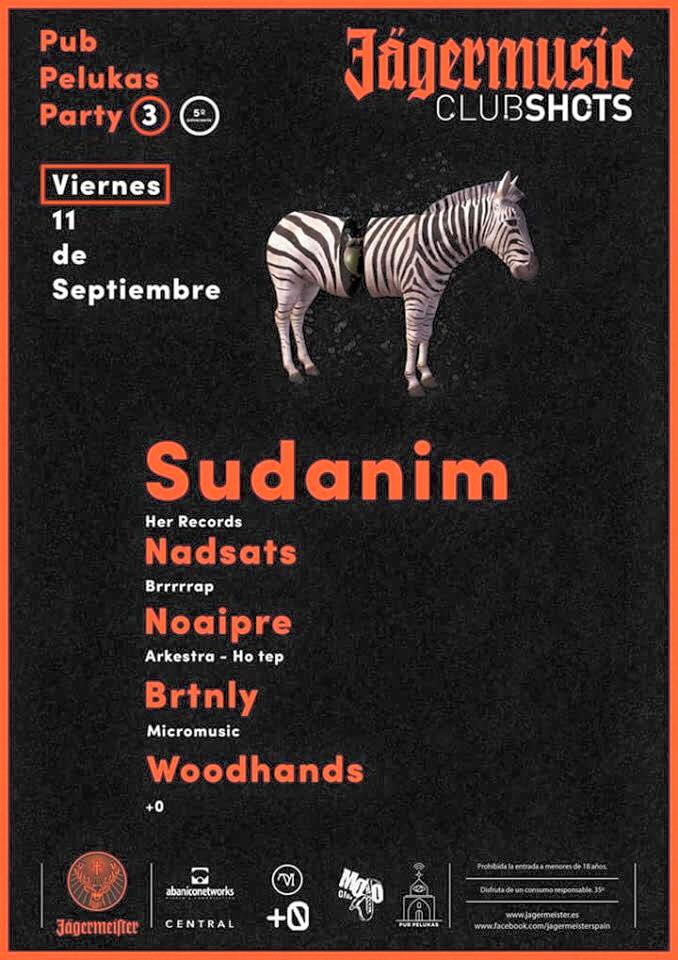 Pub
Pelukas
Party 3 5º
Jägermusic
CLUBSHOTS
Viernes
11
de
Septiembre
Sudanim
Her Records
Nadsats
Brrrrrap
Noaipre
Arkestra - Ho tep
Brtnly
Micromusic
Woodhands
+0
Jägermeister
abaniconetworks
CENTRAL
+0
PUB PELUKAS
Prohibida la entrada a menores de 18 años.
Disfruta de un consumo responsable. 35º
www.jagermeister.es
www.facebook.com/jagermeisterspain